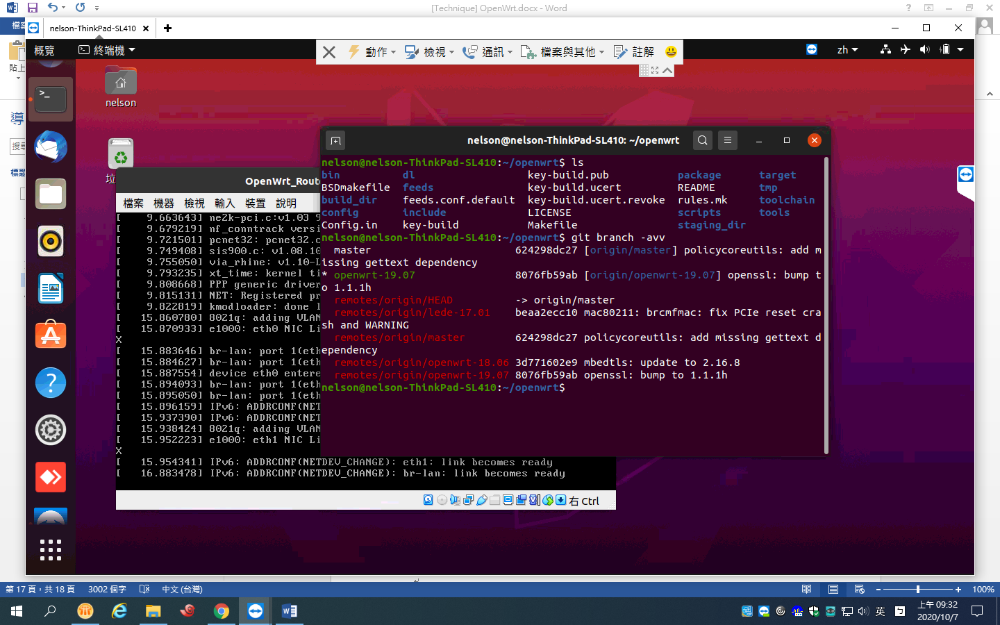 [Technique] OpenWrt.docx - Word
檔案
nelson-ThinkPad-SL410
概覽
終端機
動作
檢視
通訊
檔案與其他
註解
zh
貼上
導
搜尋
標題
nelson
垃
nelson@nelson-ThinkPad-SL410: ~/openwrt
nelson@nelson-ThinkPad-SL410:~/openwrt$ ls
bin dl key-build.pub package target
BSDmakefile feeds key-build.ucert README tmp
build_dir feeds.conf.default key-build.ucert.revoke rules.mk toolchain
config include LICENSE scripts tools
Config.in key-build Makefile staging_dir
nelson@nelson-ThinkPad-SL410:~/openwrt$ git branch -avv
master 624298dc27 [origin/master] policycoreutils: add m
issing gettext dependency
* openwrt-19.07 8076fb59ab [origin/openwrt-19.07] openssl: bump t
o 1.1.1h
remotes/origin/HEAD -> origin/master
remotes/origin/lede-17.01 beaa2ecc10 mac80211: brcmfmac: fix PCIe reset cra
sh and WARNING
remotes/origin/master 624298dc27 policycoreutils: add missing gettext d
ependency
remotes/origin/openwrt-18.06 3d771602e9 mbedtls: update to 2.16.8
remotes/origin/openwrt-19.07 8076fb59ab openssl: bump to 1.1.1h
nelson@nelson-ThinkPad-SL410:~/openwrt$
OpenWrt_Route
檔案 機器 檢視 輸入 裝置 說明
[ 9.663643] ne2k-pci.c:v1.03 9
[ 9.679219] nf_conntrack versi
[ 9.721501] pcnet32: pcnet32.c
[ 9.749408] sis900.c: v1.08.10
[ 9.755050] via_rhine: v1.10-L
[ 9.793235] xt_time: kernel ti
[ 9.808668] PPP generic driver
[ 9.815131] NET: Registered pr
[ 9.822819] kmodloader: done l
[ 15.860780] 8021q: adding VLAN
[ 15.870933] e1000: eth0 NIC Li
X
[ 15.883646] br-lan: port 1(eth
[ 15.884627] br-lan: port 1(eth
[ 15.887554] device eth0 entere
[ 15.894093] br-lan: port 1(eth
[ 15.895050] br-lan: port 1(eth
[ 15.896159] IPv6: ADDRCONF(NET
[ 15.937390] IPv6: ADDRCONF(NET
[ 15.938424] 8021q: adding VLAN
[ 15.952223] e1000: eth1 NIC Li
X
[ 15.954341] IPv6: ADDRCONF(NETDEV_CHANGE): eth1: link becomes ready
[ 16.883478] IPv6: ADDRCONF(NETDEV_CHANGE): br-lan: link becomes ready
右 Ctrl
第 17 頁，共 18 頁 3002 個字 中文 (台灣) 100%
英
上午 09:32
2020/10/7